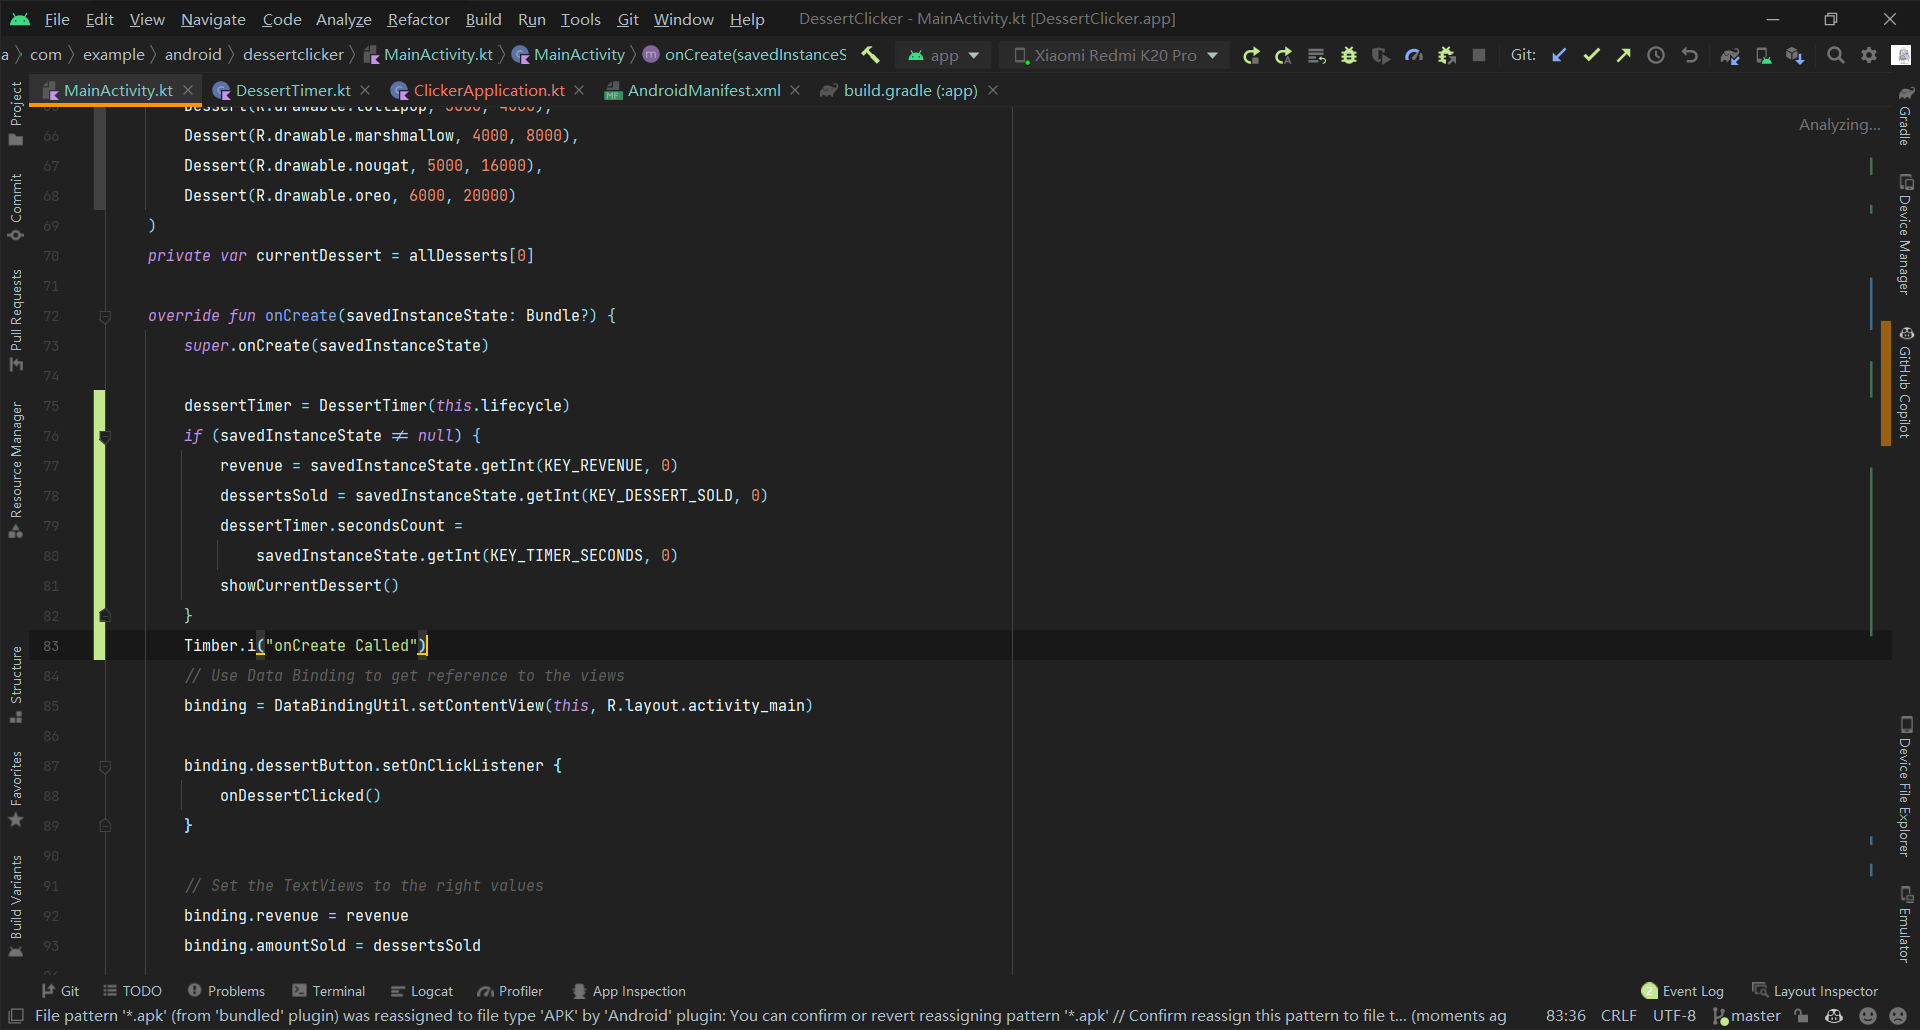 File Edit View Navigate Code Analyze Refactor Build Run Tools Git Window Help DessertClicker - MainActivity.kt [DessertClicker.app]
a com example android dessertclicker MainActivity.kt MainActivity onCreate(savedInstanceS app Xiaomi Redmi K20 Pro Git:
MainActivity.kt DessertTimer.kt ClickerApplication.kt AndroidManifest.xml build.gradle (:app)
Analyzing...
Dessert(R.drawable.lollipop, 3000, 4000),
66 Dessert(R.drawable.marshmallow, 4000, 8000),
67 Dessert(R.drawable.nougat, 5000, 16000),
68 Dessert(R.drawable.oreo, 6000, 20000)
69 )
70 private var currentDessert = allDesserts[0]
71
72 override fun onCreate(savedInstanceState: Bundle?) {
73 super.onCreate(savedInstanceState)
74
75 dessertTimer = DessertTimer(this.lifecycle)
76 if (savedInstanceState ≠ null) {
77 revenue = savedInstanceState.getInt(KEY_REVENUE, 0)
78 dessertsSold = savedInstanceState.getInt(KEY_DESSERT_SOLD, 0)
79 dessertTimer.secondsCount =
80 savedInstanceState.getInt(KEY_TIMER_SECONDS, 0)
81 showCurrentDessert()
82 }
83 Timber.i("onCreate Called")
84 // Use Data Binding to get reference to the views
85 binding = DataBindingUtil.setContentView(this, R.layout.activity_main)
86
87 binding.dessertButton.setOnClickListener {
88 onDessertClicked()
89 }
90
91 // Set the TextViews to the right values
92 binding.revenue = revenue
93 binding.amountSold = dessertsSold
Project
Commit
Pull Requests
Resource Manager
Structure
Favorites
Build Variants
Gradle
Device Manager
GitHub Copilot
Device File Explorer
Emulator
Git TODO Problems Terminal Logcat Profiler App Inspection 2 Event Log Layout Inspector
File pattern '*.apk' (from 'bundled' plugin) was reassigned to file type 'APK' by 'Android' plugin: You can confirm or revert reassigning pattern '*.apk' // Confirm reassign this pattern to file t... (moments ag 83:36 CRLF UTF-8 master